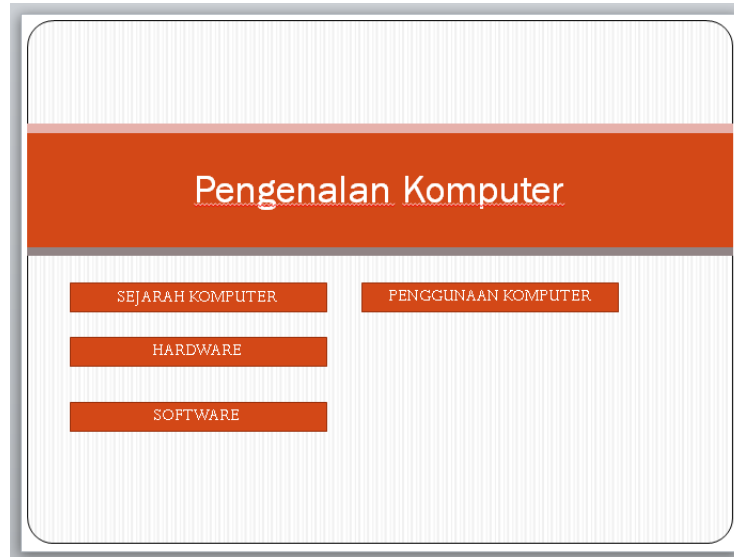 Pengenalan Komputer
SEJARAH KOMPUTER
PENGGUNAAN KOMPUTER
HARDWARE
SOFTWARE